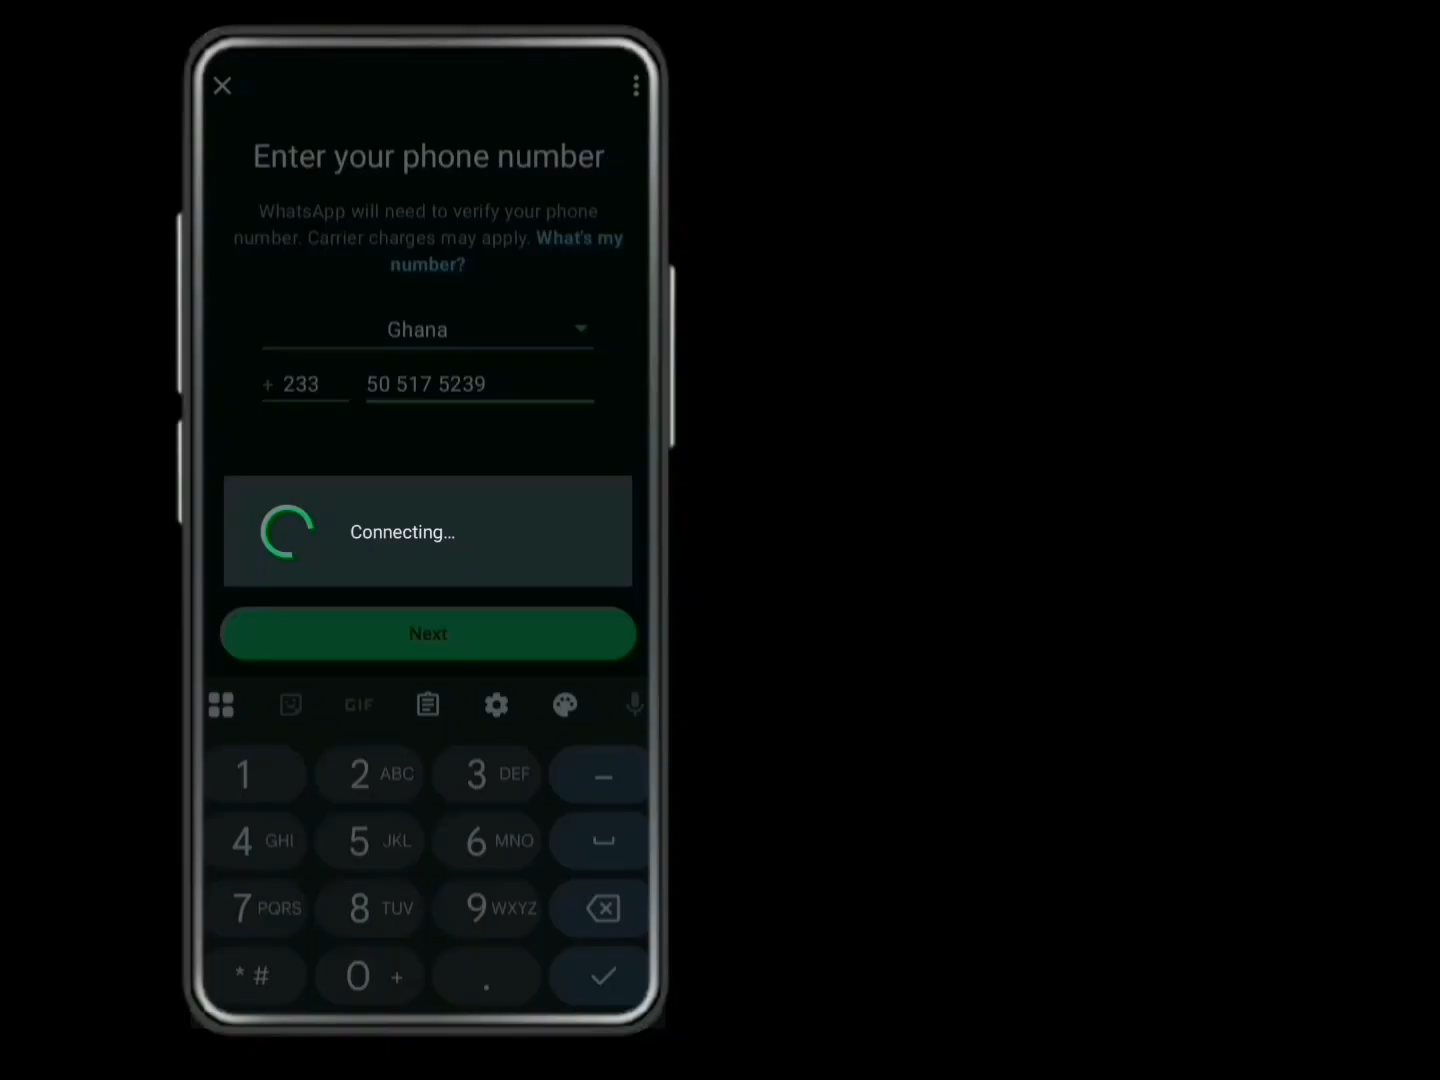 Enter your phone number
WhatsApp will need to verify your phone
number. Carrier charges may apply. What's my
number?
Ghana
+ 233 50 517 5239
Connecting...
Next
GIF
1 2 ABC 3 DEF –
4 GHI 5 JKL 6 MNO
7 PQRS 8 TUV 9 WXYZ
* # 0 + .